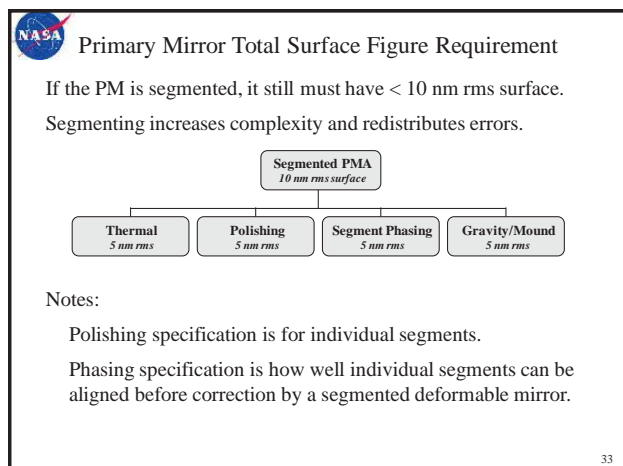 NASA
Primary Mirror Total Surface Figure Requirement
If the PM is segmented, it still must have < 10 nm rms surface.
Segmenting increases complexity and redistributes errors.
Segmented PMA
10 nm rms surface
Thermal
5 nm rms
Polishing
5 nm rms
Segment Phasing
5 nm rms
Gravity/Mound
5 nm rms
Notes:
Polishing specification is for individual segments.
Phasing specification is how well individual segments can be
aligned before correction by a segmented deformable mirror.
33